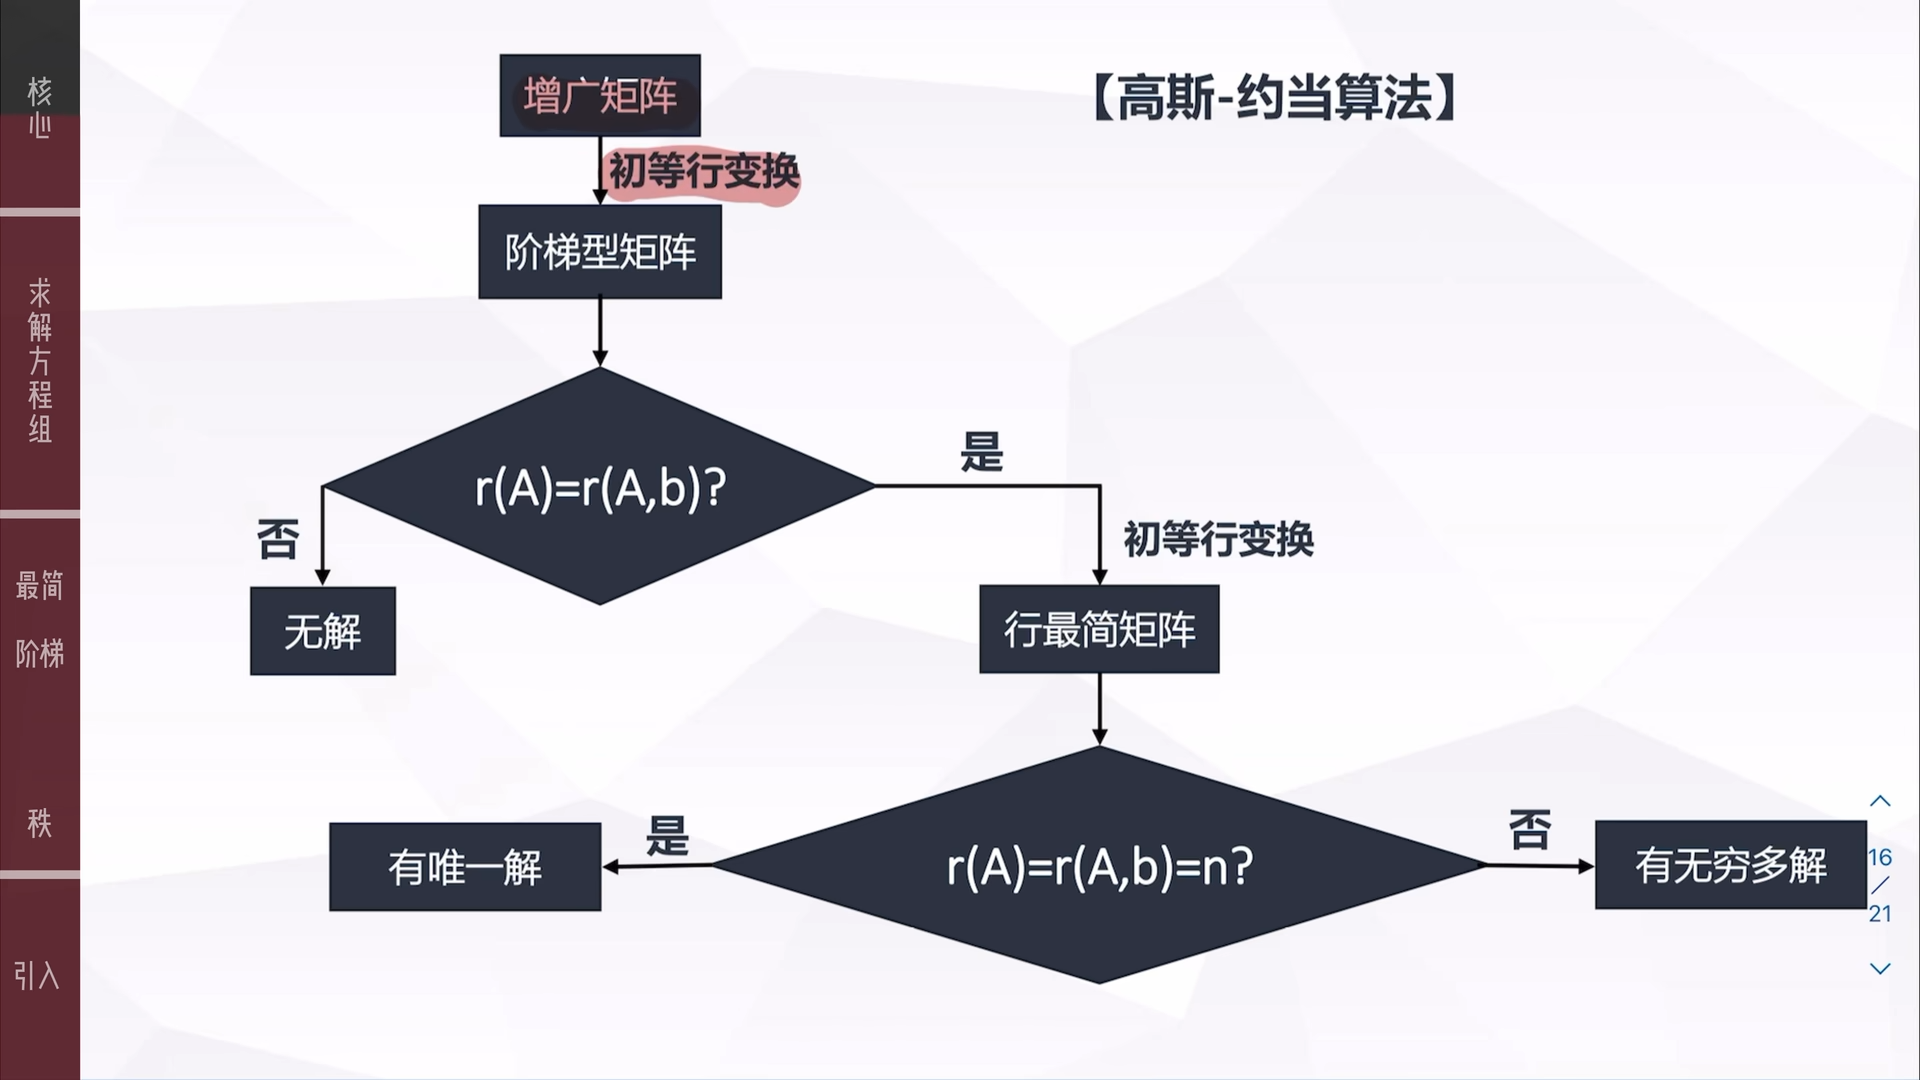 核心
求解方程组
最简
阶梯
秩
引入
【高斯-约当算法】
增广矩阵
初等行变换
阶梯型矩阵
r(A)=r(A,b)?
是
否
初等行变换
无解
行最简矩阵
r(A)=r(A,b)=n?
是
否
有唯一解
有无穷多解
16
/
21